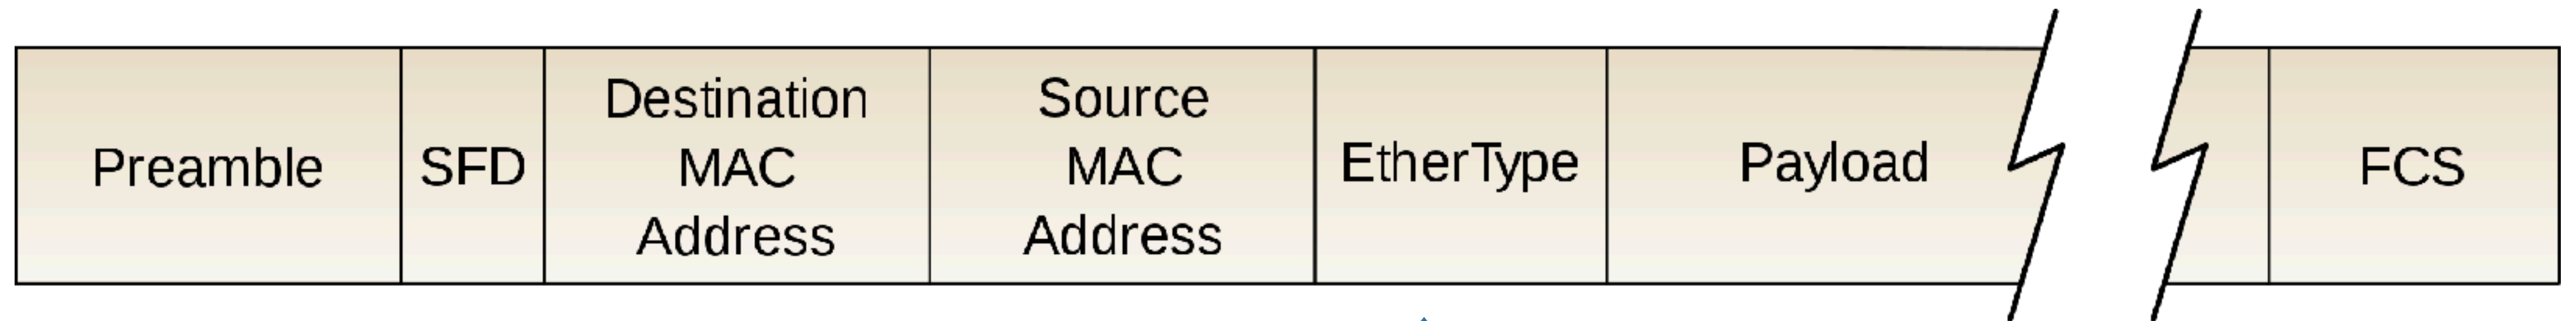 Preamble
SFD
Destination
MAC
Address
Source
MAC
Address
EtherType
Payload
FCS